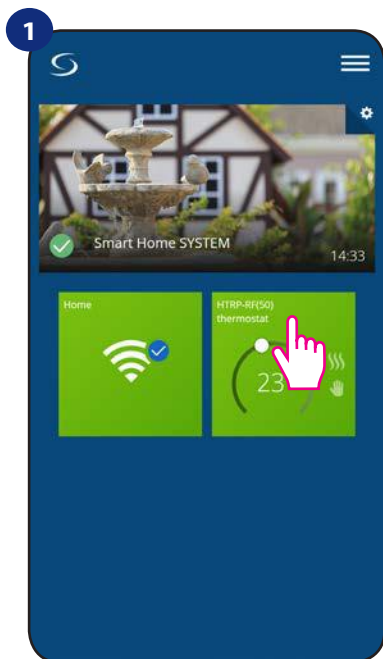 1
Smart Home SYSTEM
14:33
Home
HTRP-RF(50)
thermostat
23